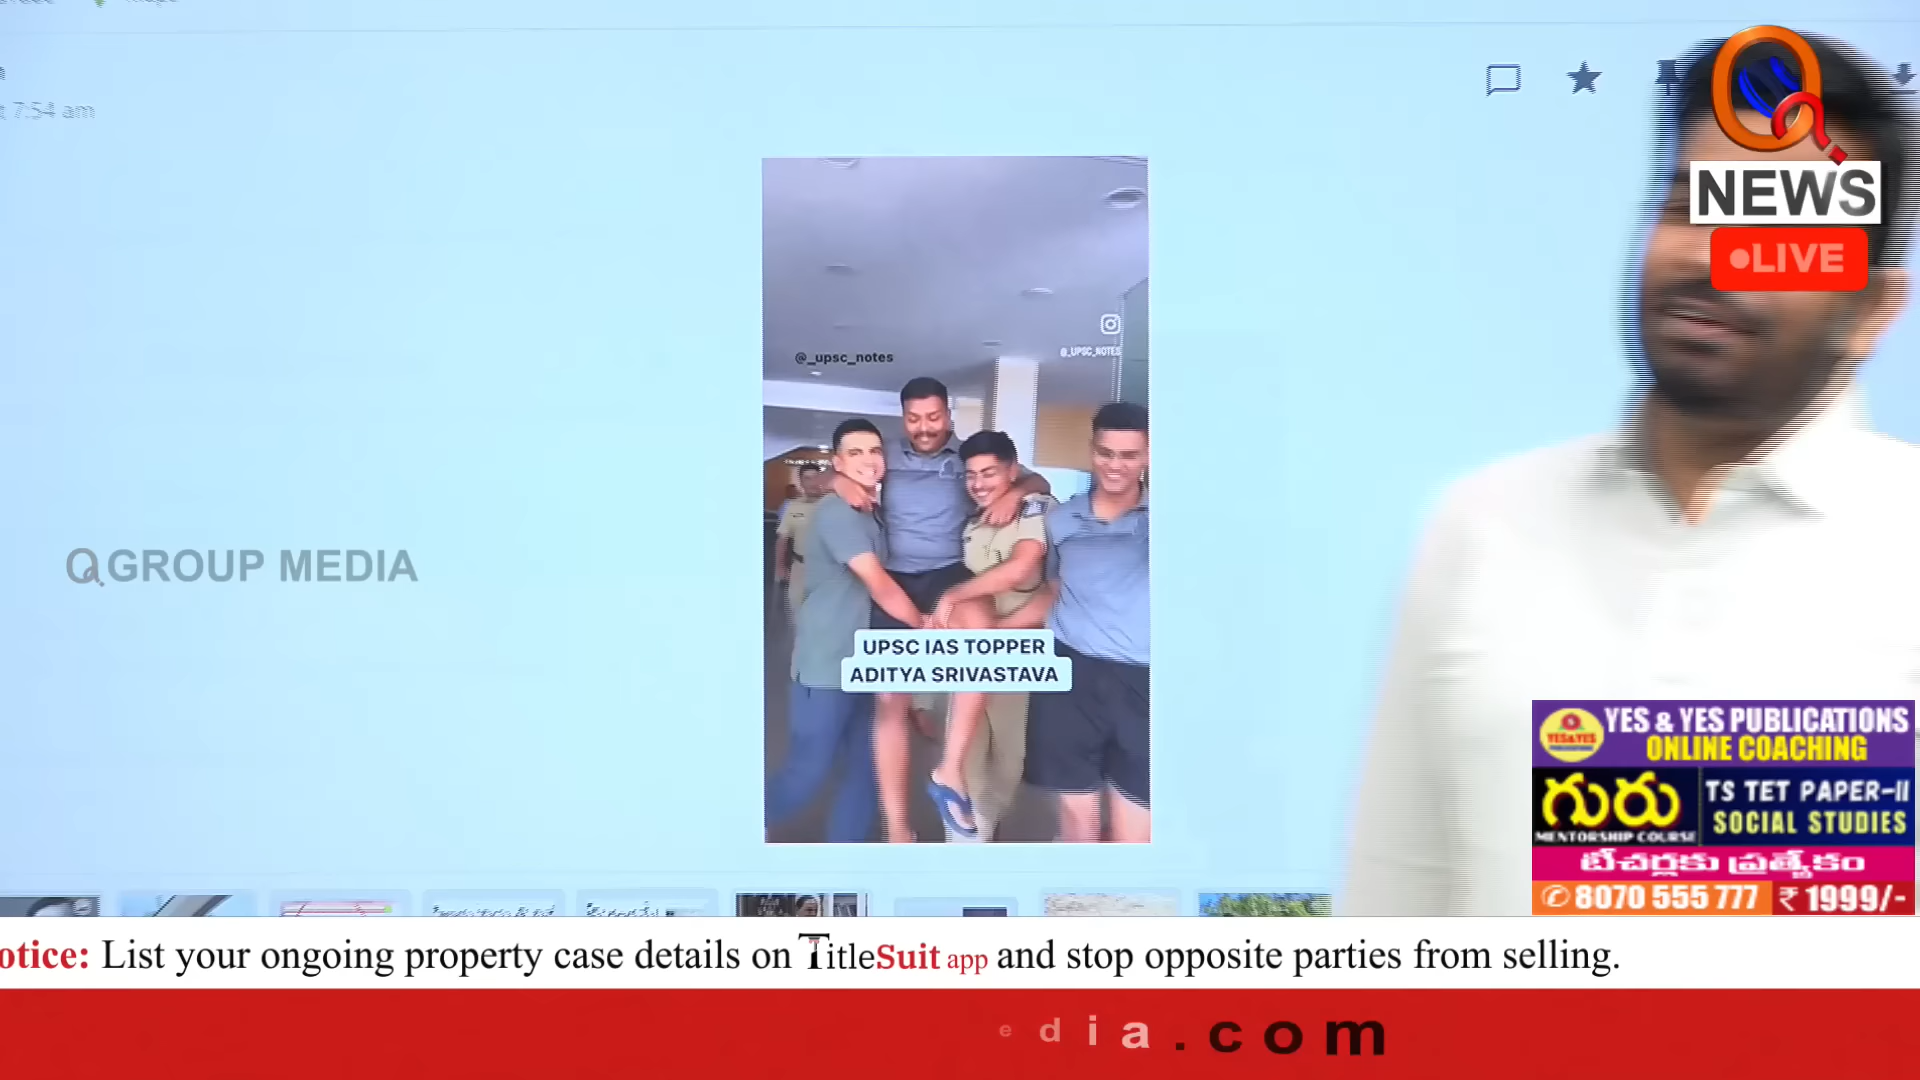 7:54 am
NEWS
LIVE
@_upsc_notes
@_UPSC_NOTES
Q GROUP MEDIA
UPSC IAS TOPPER
ADITYA SRIVASTAVA
YES & YES PUBLICATIONS
ONLINE COACHING
YES&YES
గురు
MENTORSHIP COURSE
TS TET PAPER-II
SOCIAL STUDIES
టీచర్లకు ప్రత్యేకం
8070 555 777
₹ 1999/-
otice: List your ongoing property case details on TitleSuit app and stop opposite parties from selling.
edia.com